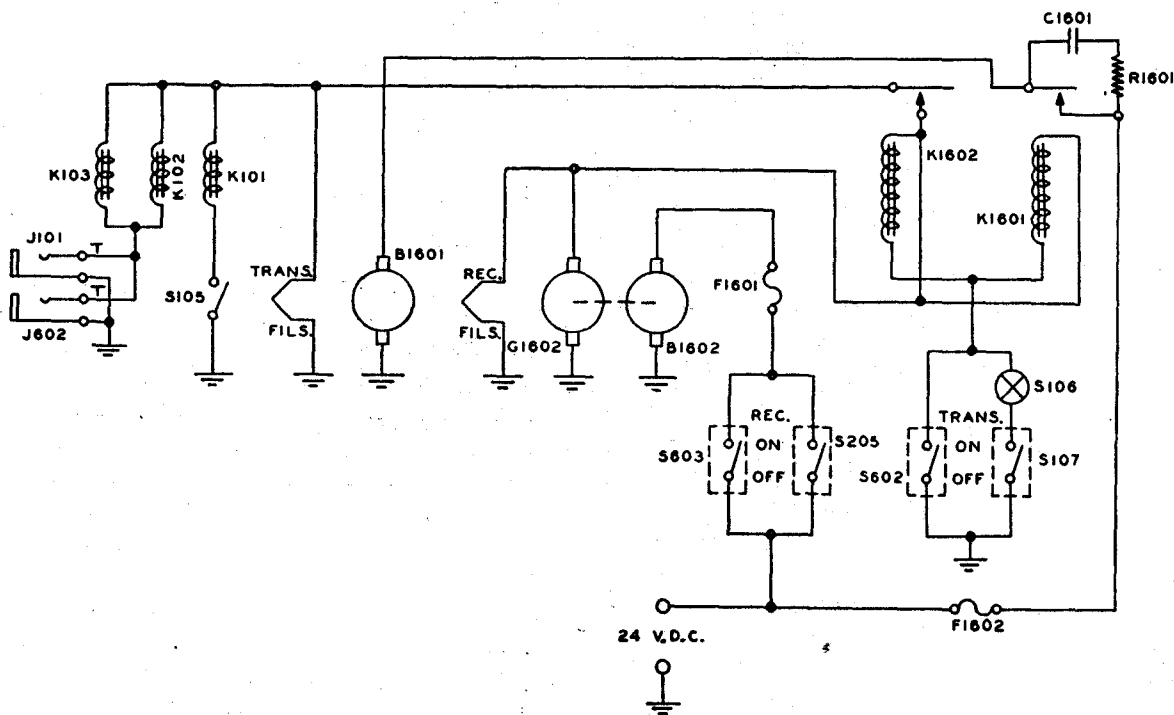 C1601
R1601
K103
K102
K101
K1602
K1601
J101
T
T
J602
S105
TRANS.
FILS.
B1601
REC.
FILS.
G1602
B1602
F1601
S106
S603
REC.
ON
OFF
S205
S602
TRANS.
ON
OFF
S107
24 V.D.C.
F1602